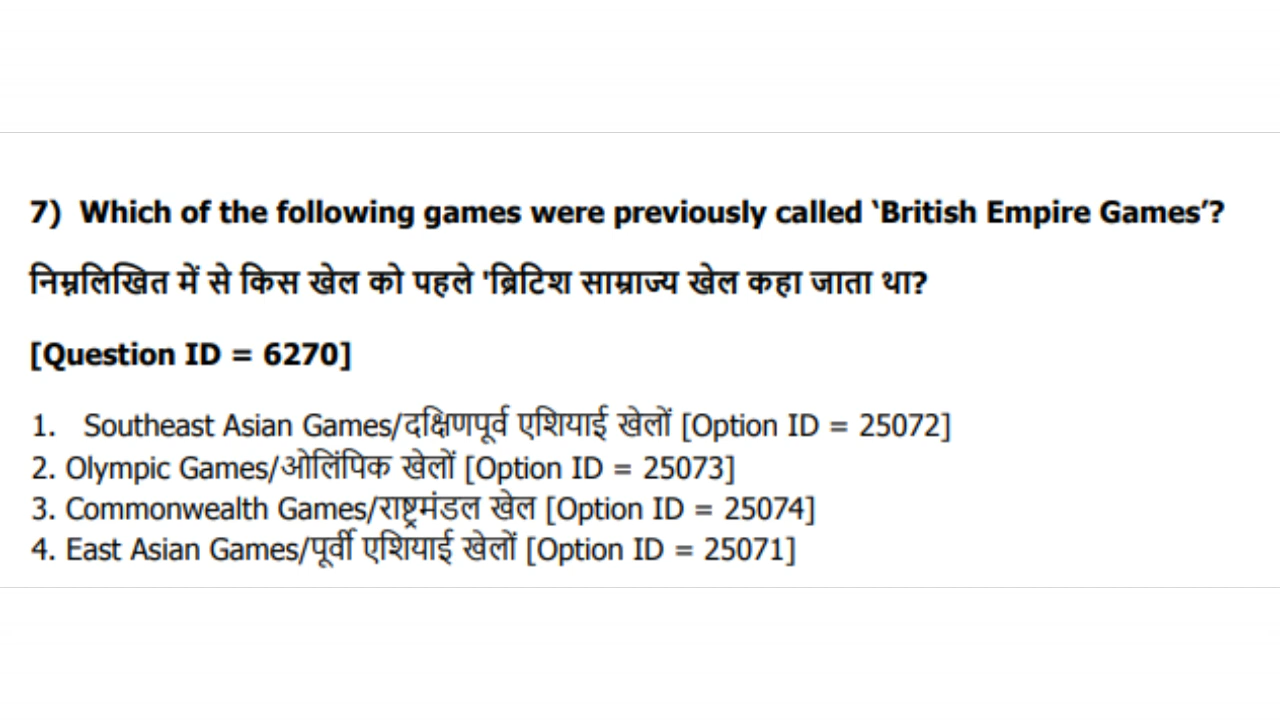 7) Which of the following games were previously called ‘British Empire Games’?
निम्नलिखित में से किस खेल को पहले 'ब्रिटिश साम्राज्य खेल कहा जाता था?
[Question ID = 6270]
1. Southeast Asian Games/दक्षिणपूर्व एशियाई खेलों [Option ID = 25072]
2. Olympic Games/ओलिंपिक खेलों [Option ID = 25073]
3. Commonwealth Games/राष्ट्रमंडल खेल [Option ID = 25074]
4. East Asian Games/पूर्वी एशियाई खेलों [Option ID = 25071]